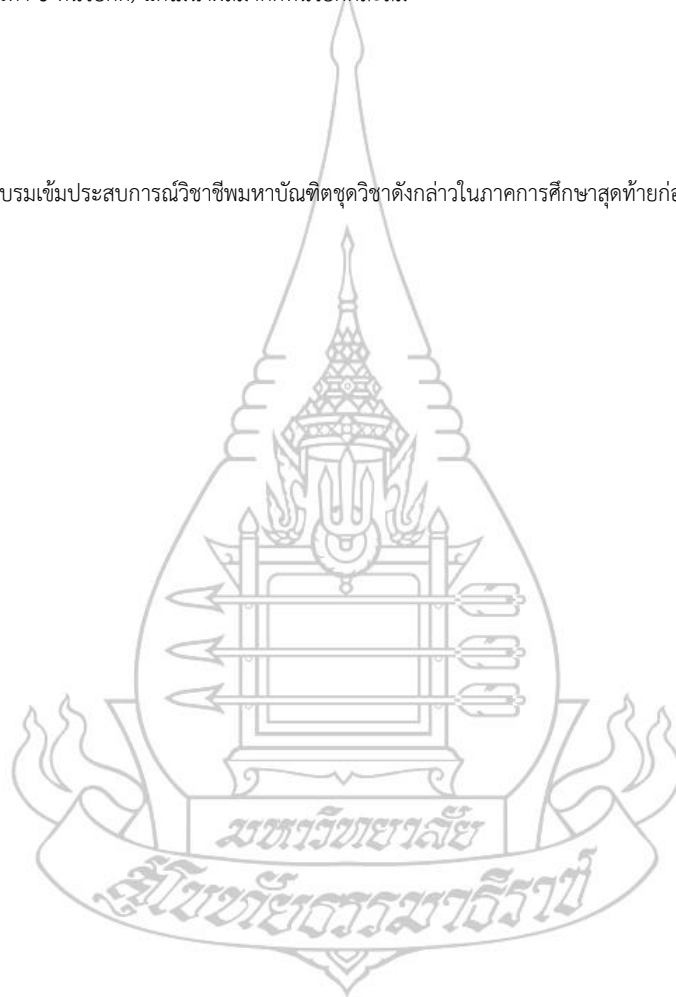 บรมเข้มประสบการณ์วิชาชีพมหาบัณฑิตชุดวิชาดังกล่าวในภาคการศึกษาสุดท้ายก่อ
มหาวิทยาลัย
สุโขทัยธรรมาธิราช